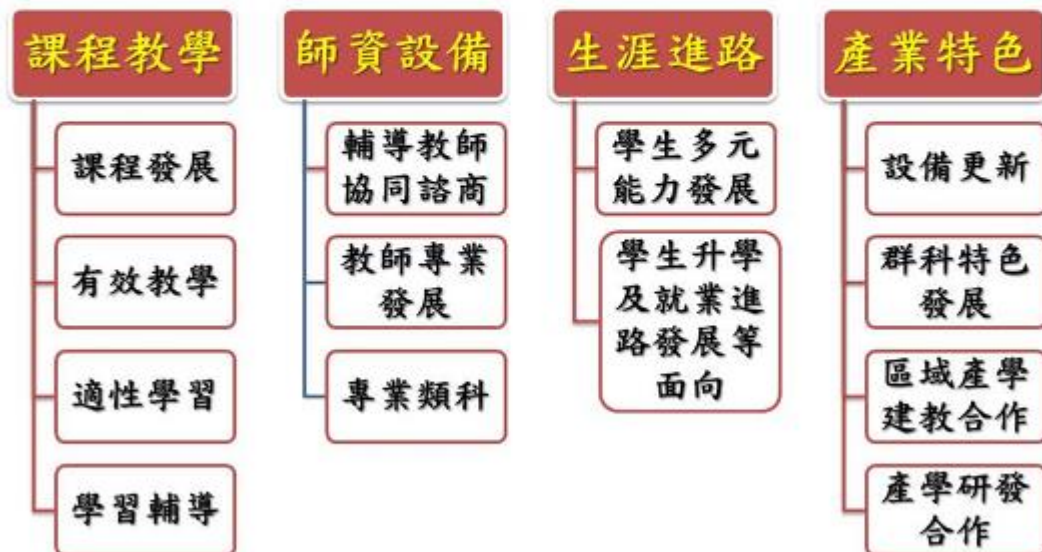 課程教學
課程發展
有效教學
適性學習
學習輔導
師資設備
輔導教師
協同諮商
教師專業
發展
專業類科
生涯進路
學生多元
能力發展
學生升學
及就業進
路發展等
面向
產業特色
設備更新
群科特色
發展
區域產學
建教合作
產學研發
合作